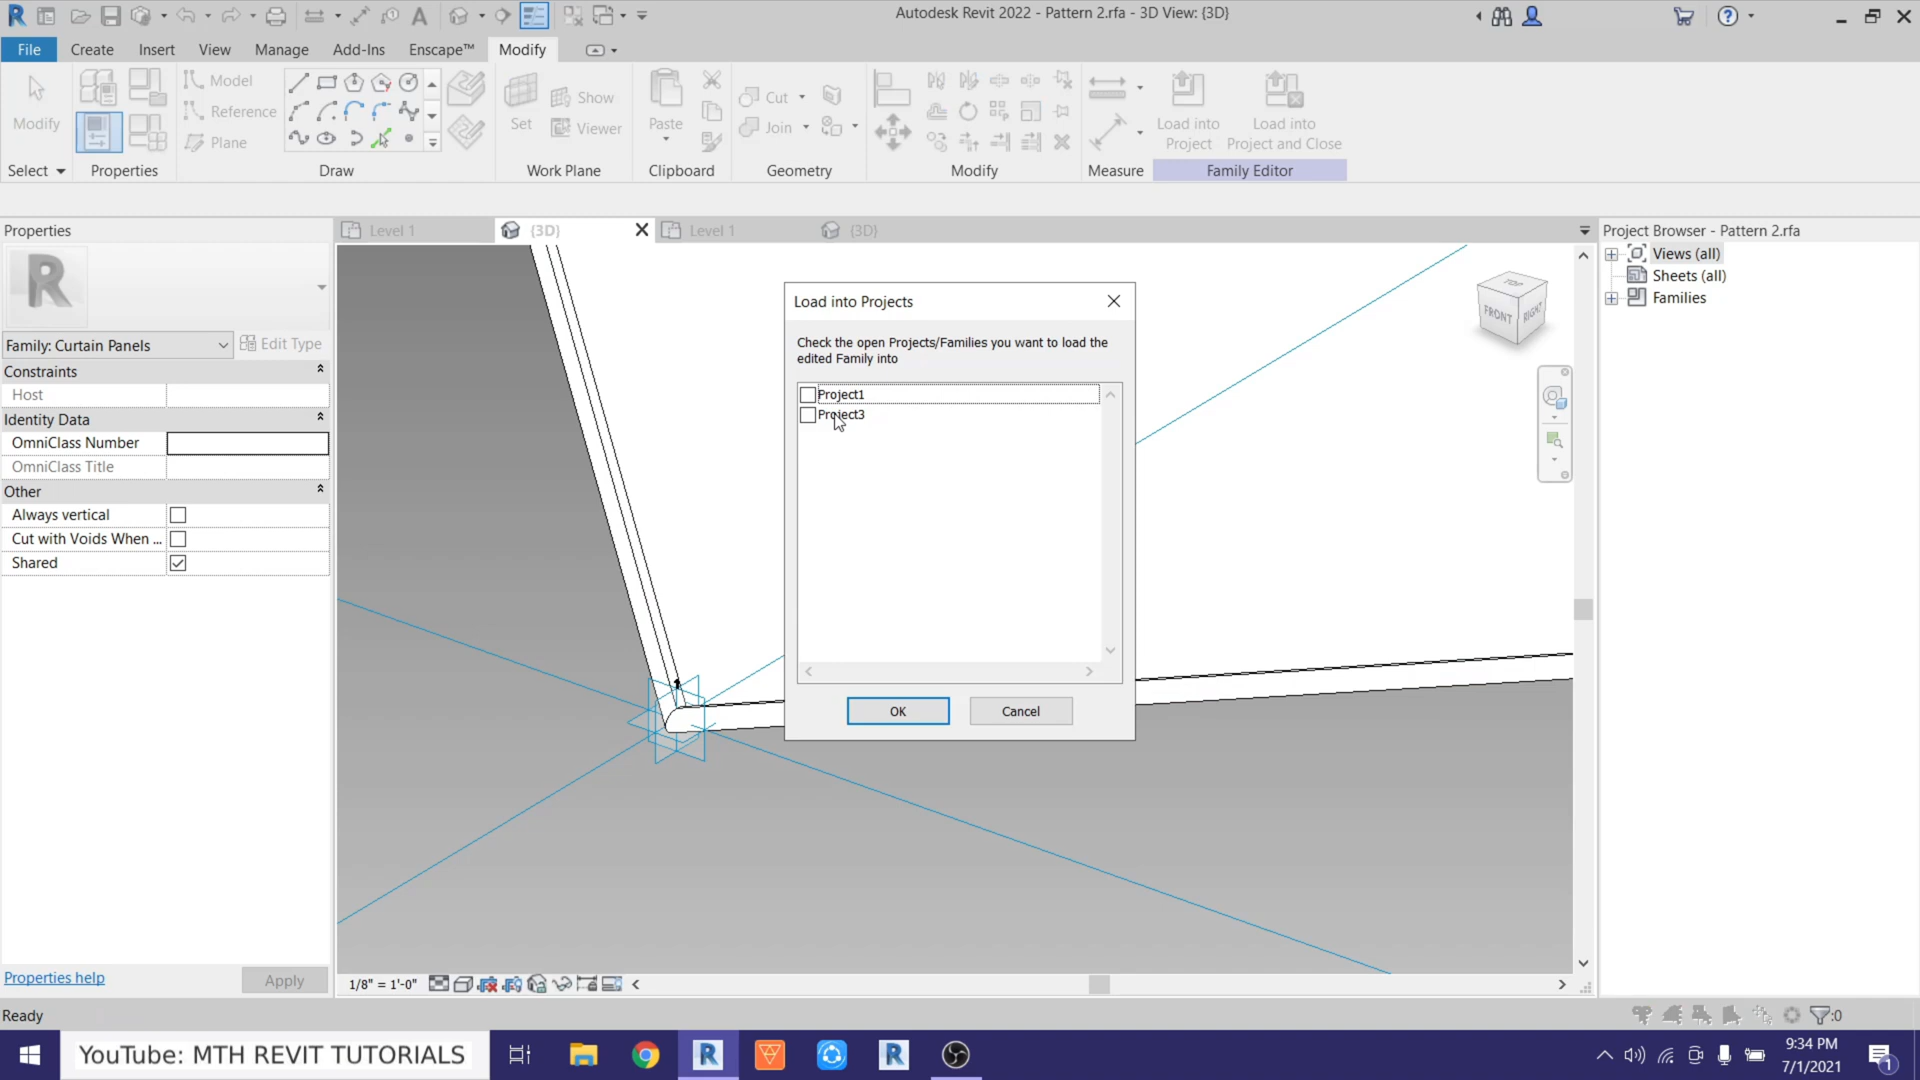 Autodesk Revit 2022 - Pattern 2.rfa - 3D View: {3D}
File Create Insert View Manage Add-Ins Enscape™ Modify
Modify
Model
Reference
Plane
Set
Show
Viewer
Paste
Cut
Join
Load into Project
Load into Project and Close
Select Properties Draw Work Plane Clipboard Geometry Modify Measure Family Editor
Properties
Level 1 {3D} Level 1 {3D}
Project Browser - Pattern 2.rfa
Views (all)
Sheets (all)
Families
Family: Curtain Panels Edit Type
Constraints
Host
Identity Data
OmniClass Number
OmniClass Title
Other
Always vertical
Cut with Voids When ...
Shared
Properties help Apply
TOP
FRONT RIGHT
Load into Projects
Check the open Projects/Families you want to load the
edited Family into
Project1
Project3
OK Cancel
1/8" = 1'-0"
Ready
:0
YouTube: MTH REVIT TUTORIALS
9:34 PM
7/1/2021
1